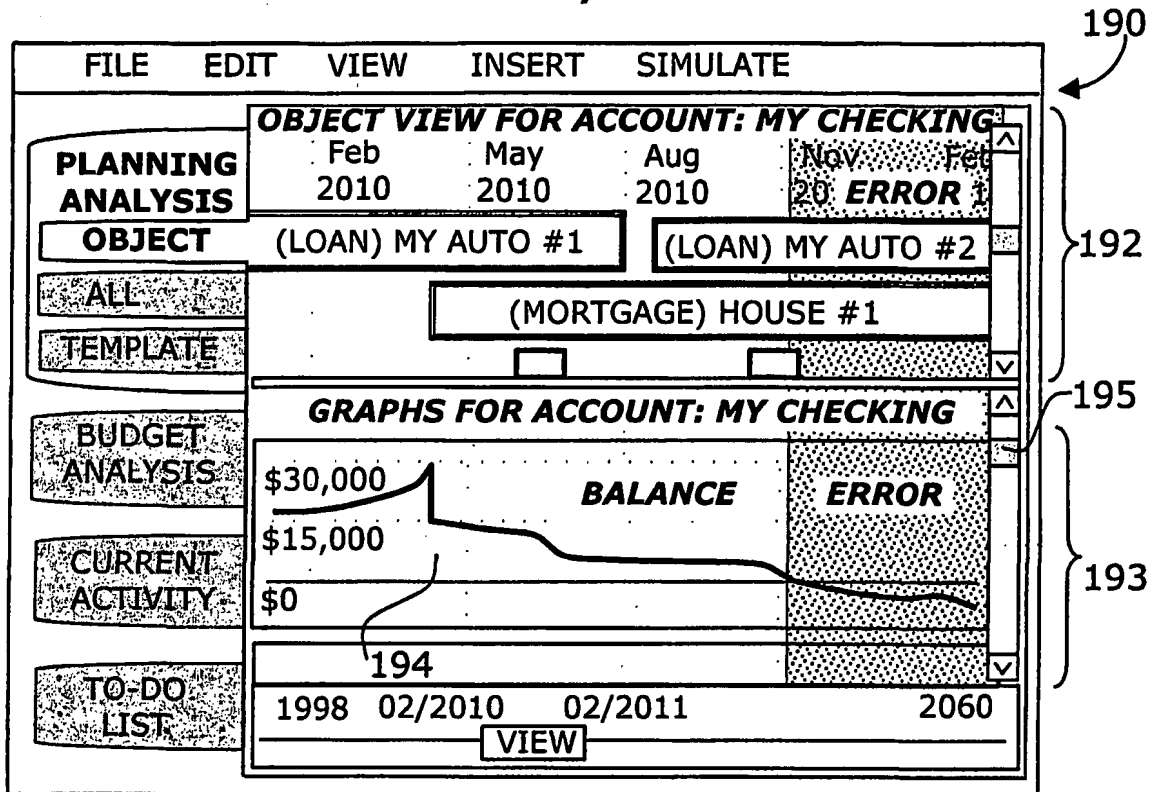 190
FILE EDIT VIEW INSERT SIMULATE
OBJECT VIEW FOR ACCOUNT: MY CHECKING
Feb May Aug Nov Feb
2010 2010 2010 20 ERROR 1
PLANNING
ANALYSIS
OBJECT
ALL
TEMPLATE
(LOAN) MY AUTO #1 (LOAN) MY AUTO #2
(MORTGAGE) HOUSE #1
192
195
GRAPHS FOR ACCOUNT: MY CHECKING
BUDGET
ANALYSIS
$30,000 BALANCE ERROR
$15,000
$0
193
CURRENT
ACTIVITY
194
TO-DO
LIST
1998 02/2010 02/2011 2060
VIEW